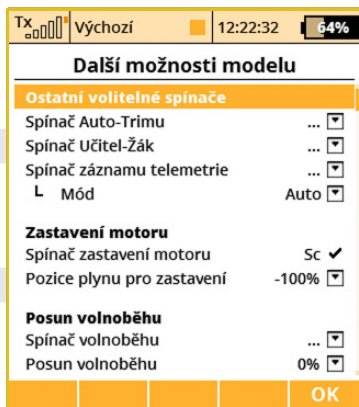 Tx Výchozí 12:22:32 64%
Další možnosti modelu
Ostatní volitelné spínače
Spínač Auto-Trimu ...
Spínač Učitel-Žák ...
Spínač záznamu telemetrie ...
Mód Auto
Zastavení motoru
Spínač zastavení motoru Sc
Pozice plynu pro zastavení -100%
Posun volnoběhu
Spínač volnoběhu ...
Posun volnoběhu 0%
OK